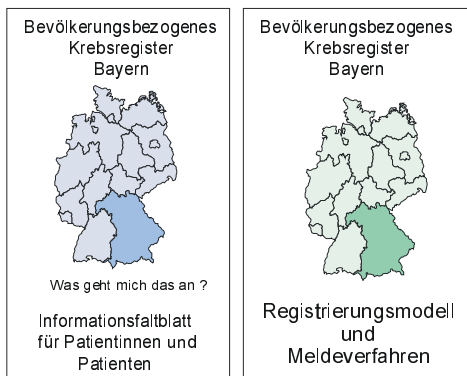 Bevölkerungsbezogenes
Krebsregister
Bayern
Was geht mich das an ?
Informationsfaltblatt
für Patientinnen und
Patienten
Bevölkerungsbezogenes
Krebsregister
Bayern
Registrierungsmodell
und
Meldeverfahren